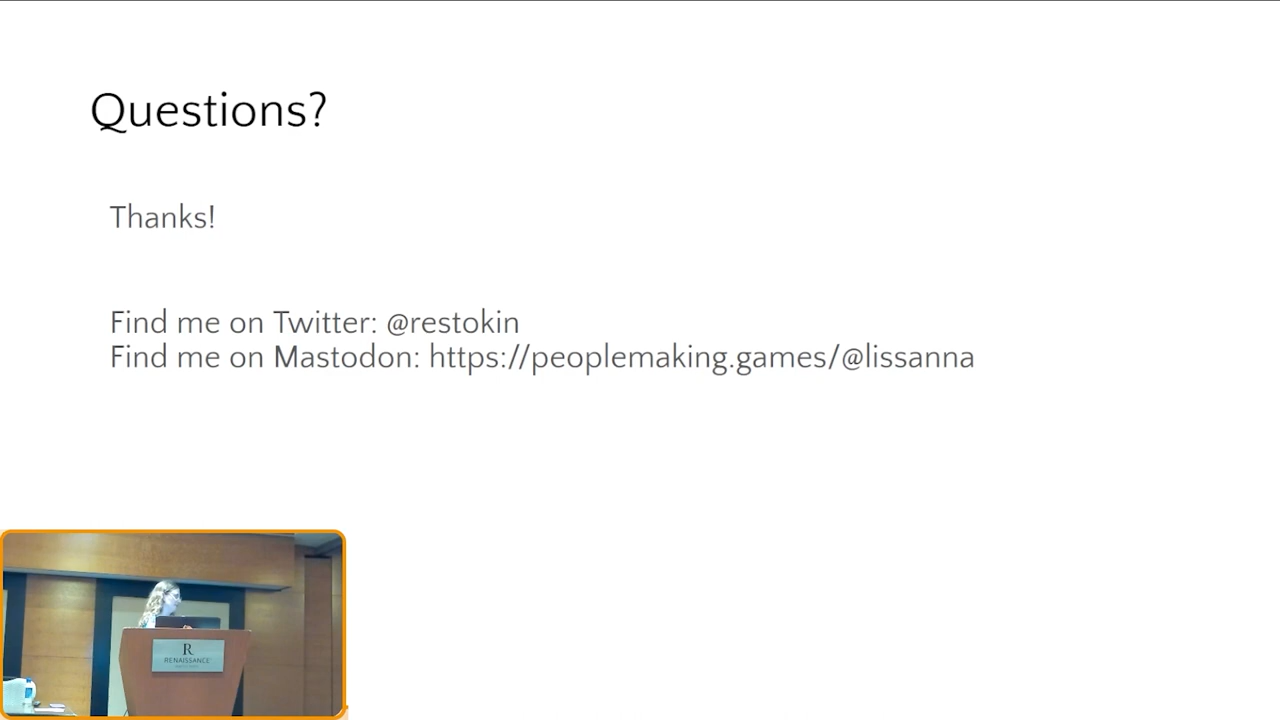 Questions?
Thanks!
Find me on Twitter: @restokin
Find me on Mastodon: https://peoplemaking.games/@lissanna
R
RENAISSANCE